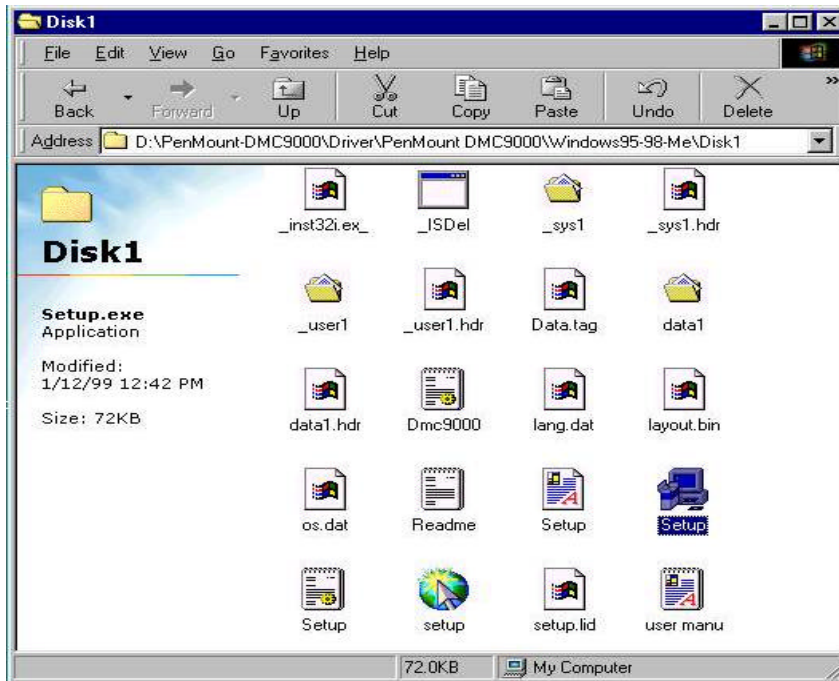 Disk1
File Edit View Go Favorites Help
Back Forward Up Cut Copy Paste Undo Delete »
Address D:\PenMount-DMC9000\Driver\PenMount DMC9000\Windows95-98-Me\Disk1
Disk1
Setup.exe
Application
Modified:
1/12/99 12:42 PM
Size: 72KB
_inst32i.ex_ _ISDel _sys1 _sys1.hdr
_user1 _user1.hdr Data.tag data1
data1.hdr Dmc9000 lang.dat layout.bin
os.dat Readme Setup Setup
Setup setup setup.lid user manu
72.0KB My Computer